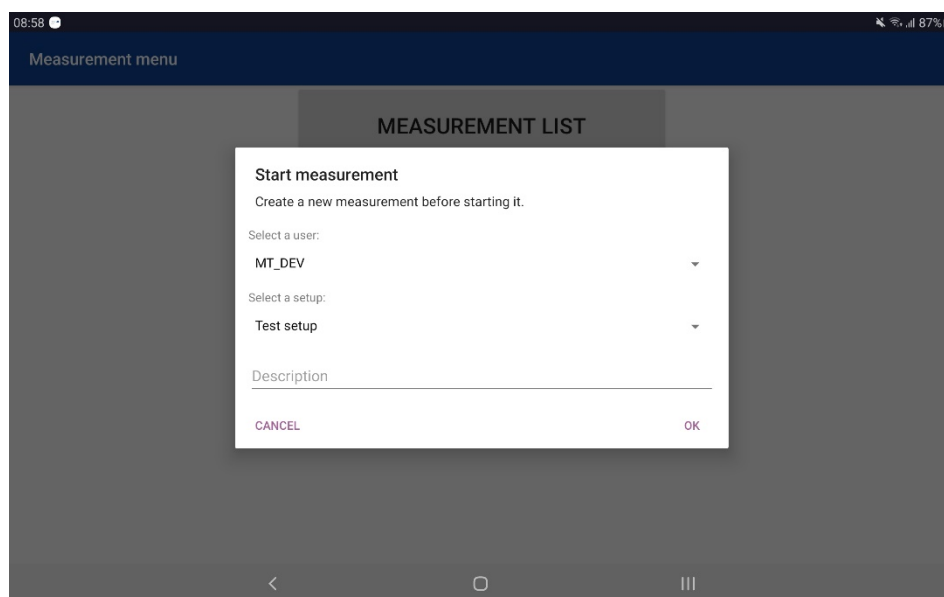 08:58
87%
Measurement menu
MEASUREMENT LIST
Start measurement
Create a new measurement before starting it.
Select a user:
MT_DEV
Select a setup:
Test setup
Description
CANCEL
OK